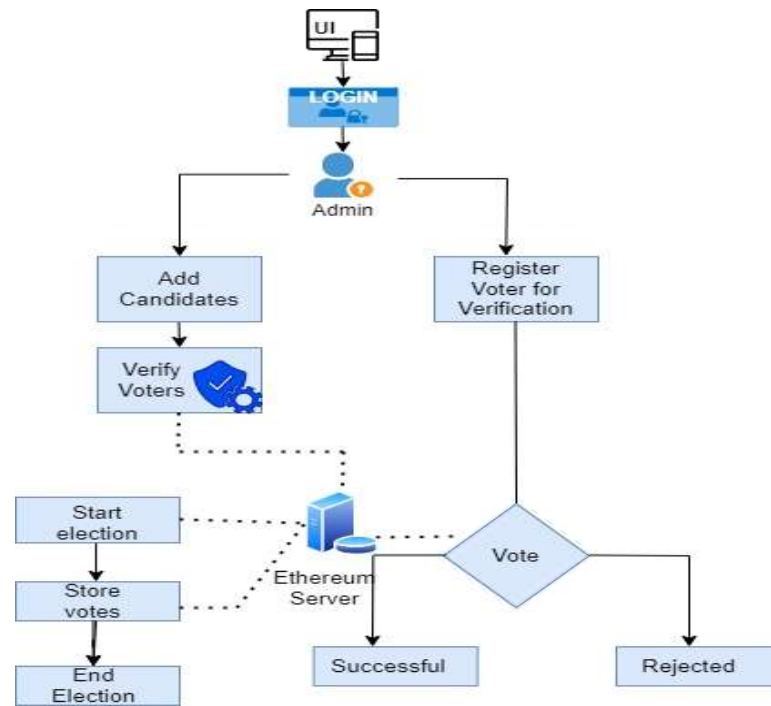 UI
LOGIN
Admin
Add
Candidates
Register
Voter for
Verification
Verify
Voters
Start
election
Ethereum
Server
Vote
Store
votes
Successful
Rejected
End
Election